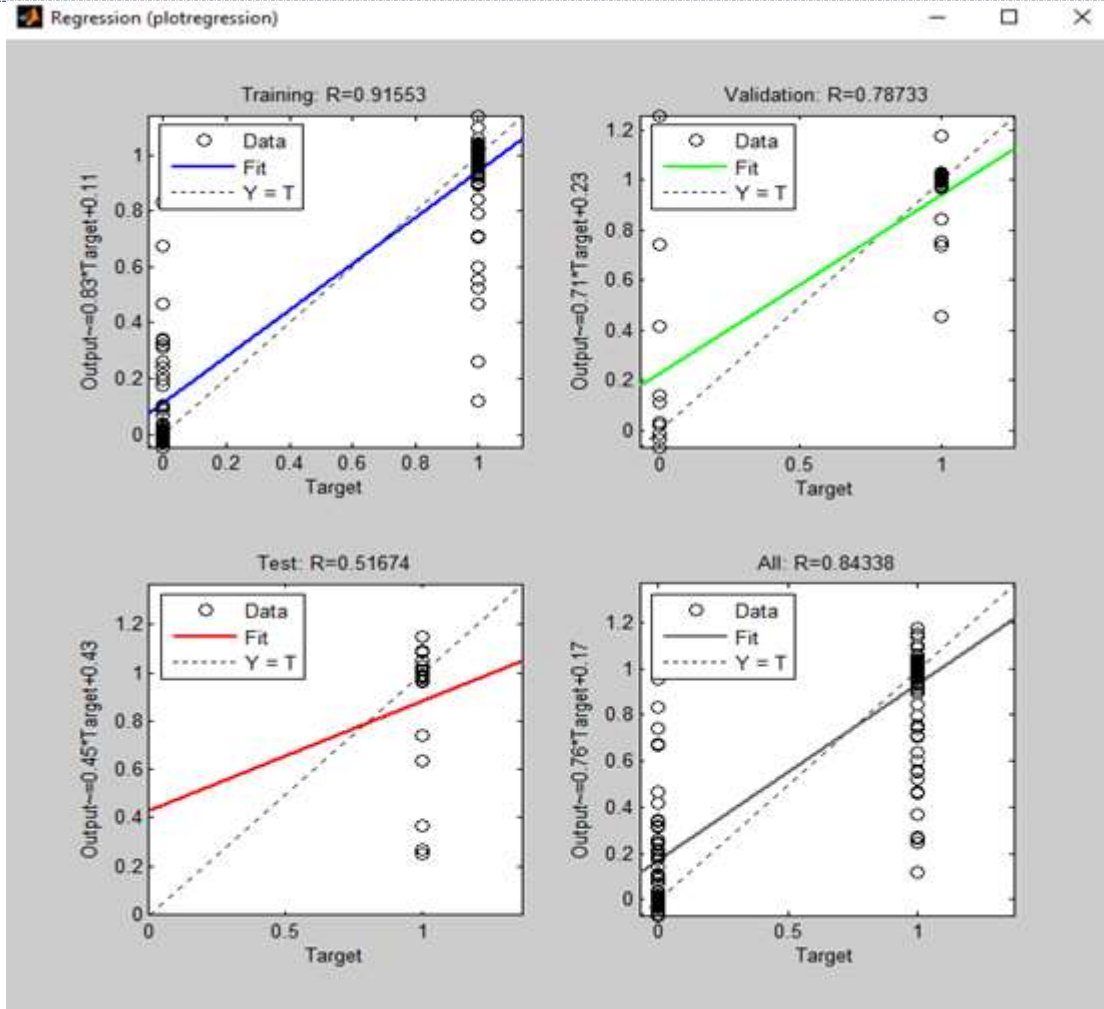 Regression (plotregression)
Training: R=0.91553
Output~=0.83*Target+0.11
Data
Fit
Y = T
1
0.8
0.6
0.4
0.2
0
0 0.2 0.4 0.6 0.8 1
Target
Validation: R=0.78733
Output~=0.71*Target+0.23
Data
Fit
Y = T
1.2
1
0.8
0.6
0.4
0.2
0
0 0.5 1
Target
Test: R=0.51674
Output~=0.45*Target+0.43
Data
Fit
Y = T
1.2
1
0.8
0.6
0.4
0.2
0
0 0.5 1
Target
All: R=0.84338
Output~=0.76*Target+0.17
Data
Fit
Y = T
1.2
1
0.8
0.6
0.4
0.2
0
0 0.5 1
Target